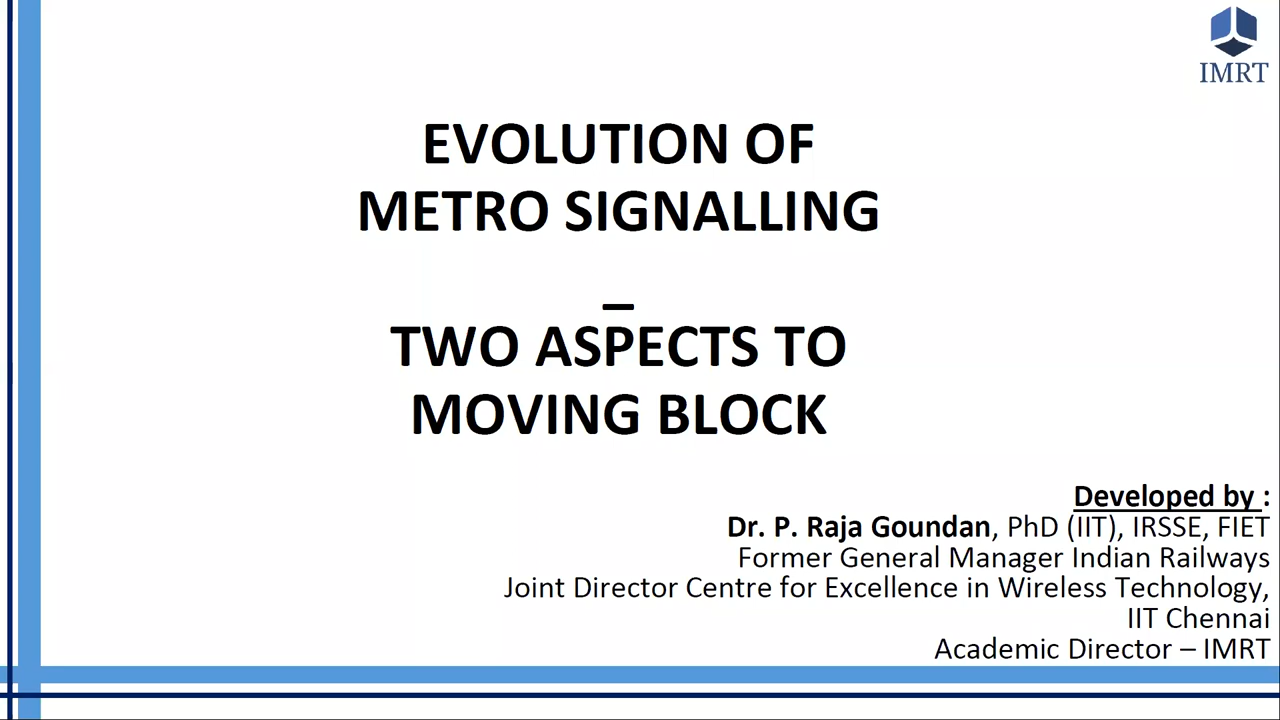 IMRT
EVOLUTION OF
METRO SIGNALLING
–
TWO ASPECTS TO
MOVING BLOCK
Developed by :
Dr. P. Raja Goundan, PhD (IIT), IRSSE, FIET
Former General Manager Indian Railways
Joint Director Centre for Excellence in Wireless Technology,
IIT Chennai
Academic Director – IMRT